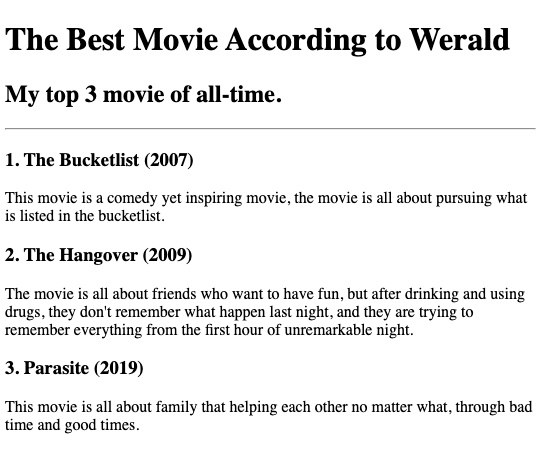 The Best Movie According to Werald
My top 3 movie of all-time.
1. The Bucketlist (2007)
This movie is a comedy yet inspiring movie, the movie is all about pursuing what
is listed in the bucketlist.
2. The Hangover (2009)
The movie is all about friends who want to have fun, but after drinking and using
drugs, they don't remember what happen last night, and they are trying to
remember everything from the first hour of unremarkable night.
3. Parasite (2019)
This movie is all about family that helping each other no matter what, through bad
time and good times.